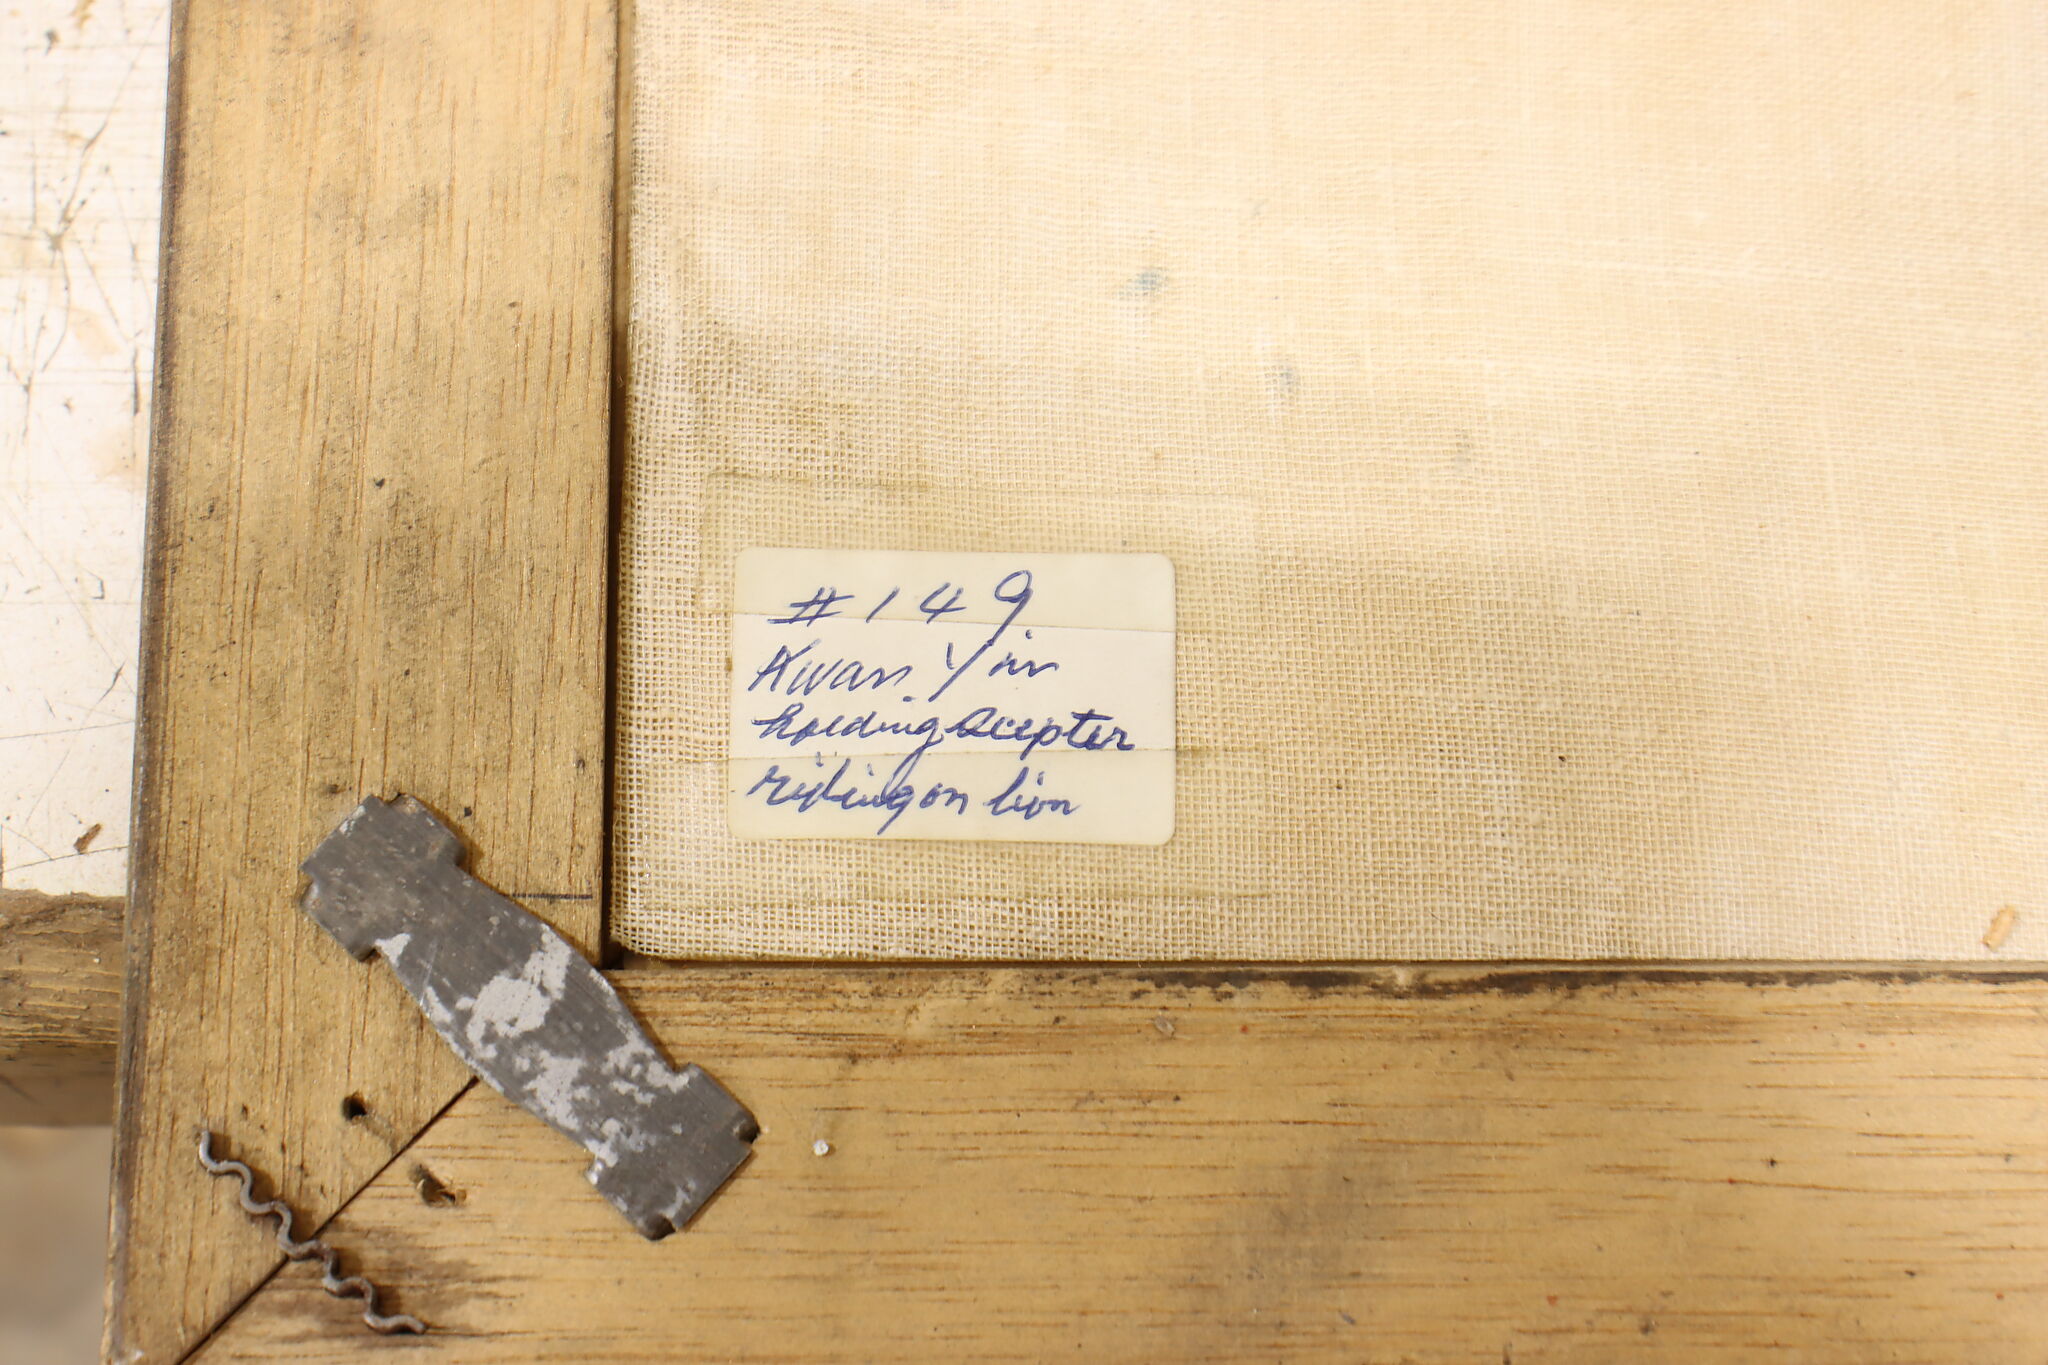 #149
Kwan Yin
holding Scepter
riding on lion